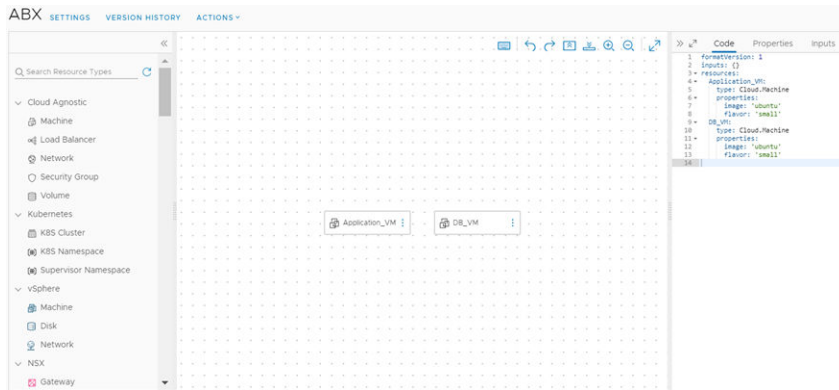 ABX SETTINGS VERSION HISTORY ACTIONS
Search Resource Types
Cloud Agnostic
Machine
Load Balancer
Network
Security Group
Volume
Kubernetes
K8S Cluster
K8S Namespace
Supervisor Namespace
vSphere
Machine
Disk
Network
NSX
Gateway
Application_VM
DB_VM
Code Properties Inputs
1 formatVersion: 1
2 inputs: {}
3 resources:
4 Application_VM:
5 type: Cloud.Machine
6 properties:
7 image: 'ubuntu'
8 flavor: 'small'
9 DB_VM:
10 type: Cloud.Machine
11 properties:
12 image: 'ubuntu'
13 flavor: 'small'
14